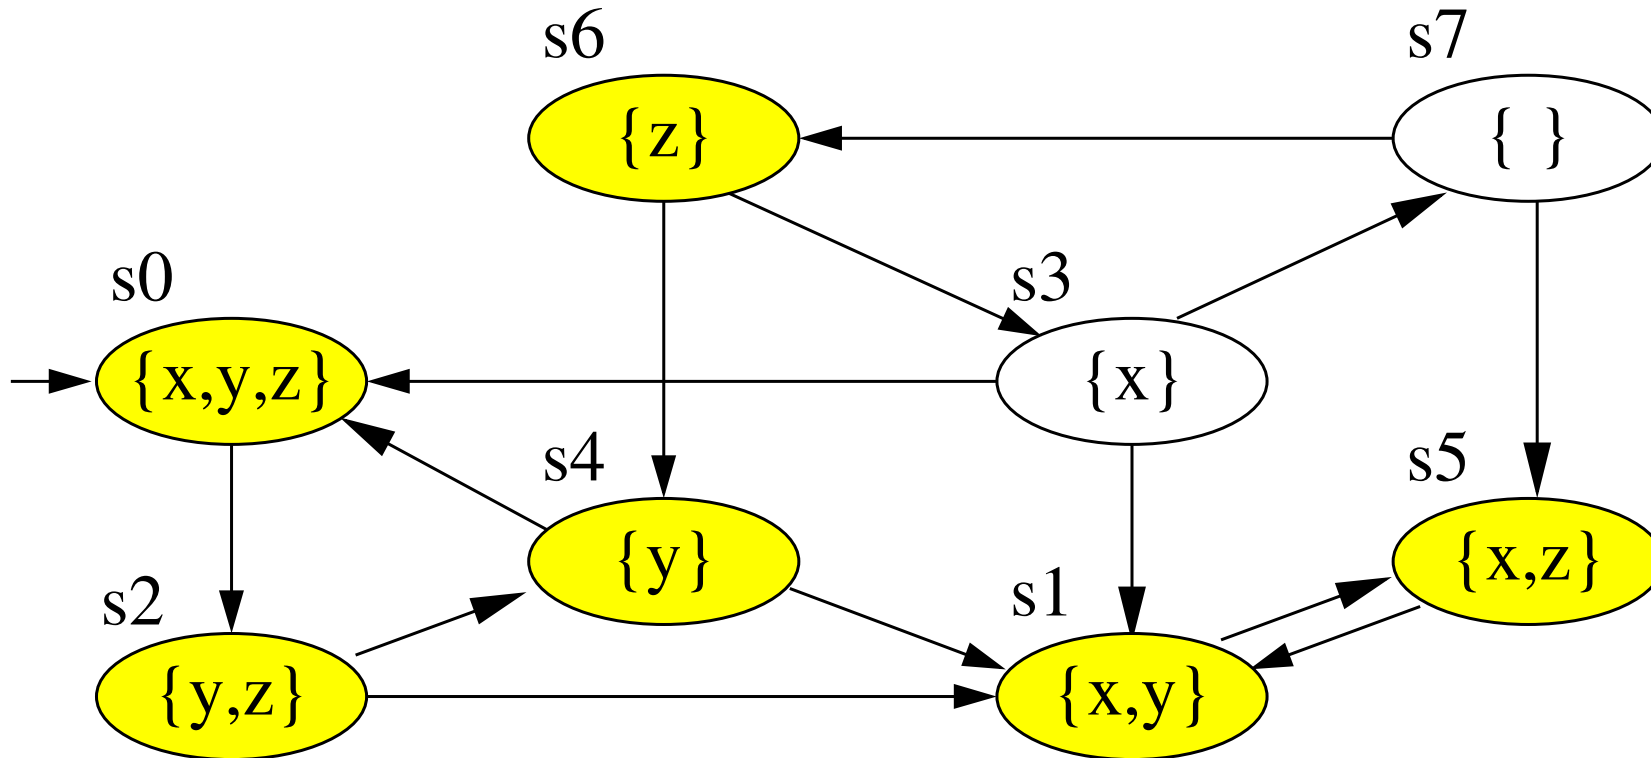 s6
s7
{z}
{ }
s0
s3
{x,y,z}
{x}
s4
s5
{y}
{x,z}
s2
s1
{y,z}
{x,y}